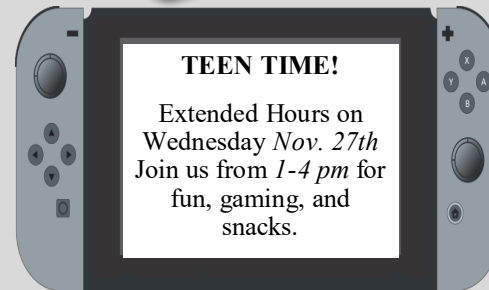 TEEN TIME!
Extended Hours on
Wednesday Nov. 27th
Join us from 1-4 pm for
fun, gaming, and
snacks.
X
Y
A
B